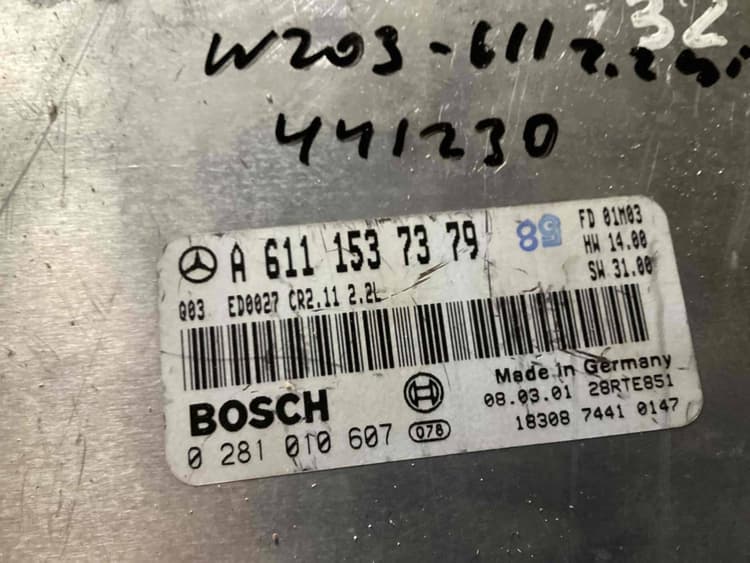 32
W203-611 2.2
441230
A 611 153 73 79
FD 01M03
HW 14.00
SW 31.00
Q03 ED0027 CR2.11 2.2L
Made in Germany
BOSCH
08.03.01 28RTE851
0 281 010 607 078
18308 7441 0147